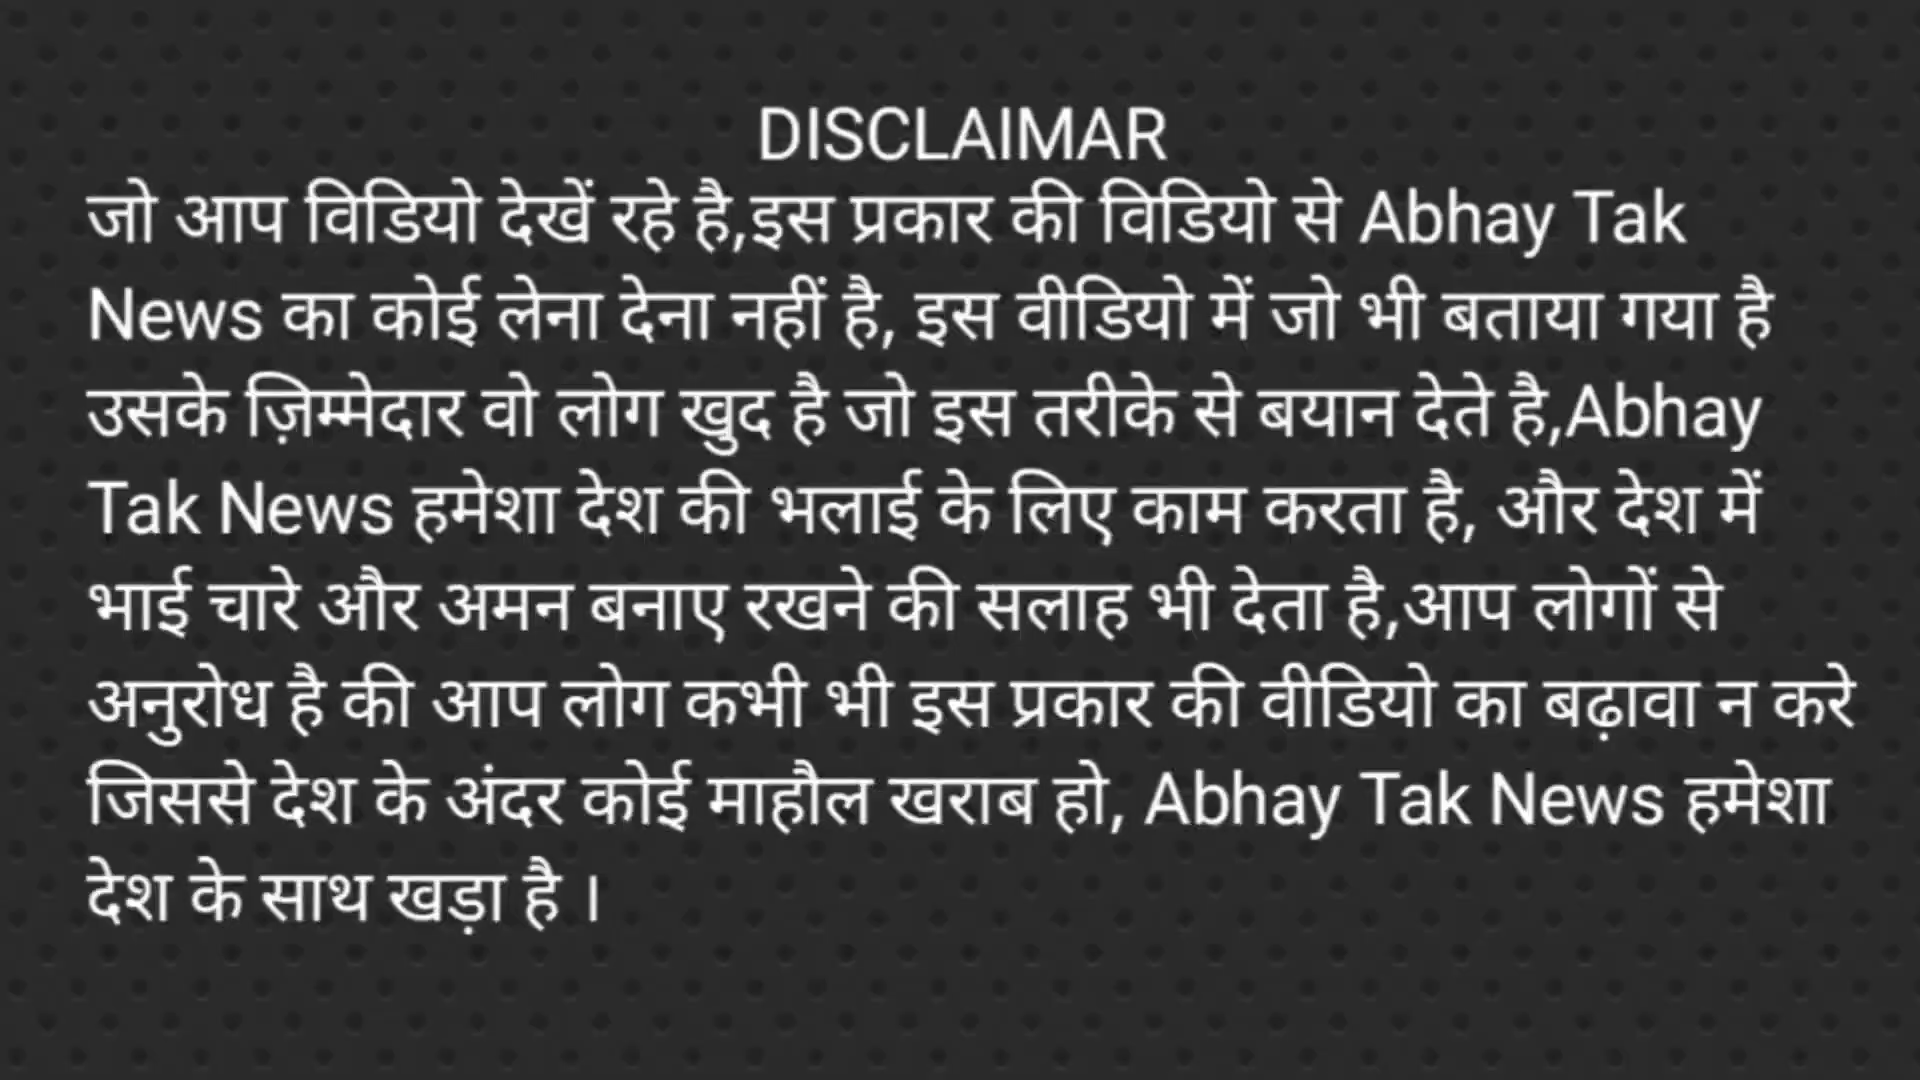 DISCLAIMAR
जो आप विडियो देखें रहे है,इस प्रकार की विडियो से Abhay Tak
News का कोई लेना देना नहीं है, इस वीडियो में जो भी बताया गया है
उसके ज़िम्मेदार वो लोग खुद है जो इस तरीके से बयान देते है,Abhay
Tak News हमेशा देश की भलाई के लिए काम करता है, और देश में
भाई चारे और अमन बनाए रखने की सलाह भी देता है,आप लोगों से
अनुरोध है की आप लोग कभी भी इस प्रकार की वीडियो का बढ़ावा न करे
जिससे देश के अंदर कोई माहौल खराब हो, Abhay Tak News हमेशा
देश के साथ खड़ा है ।